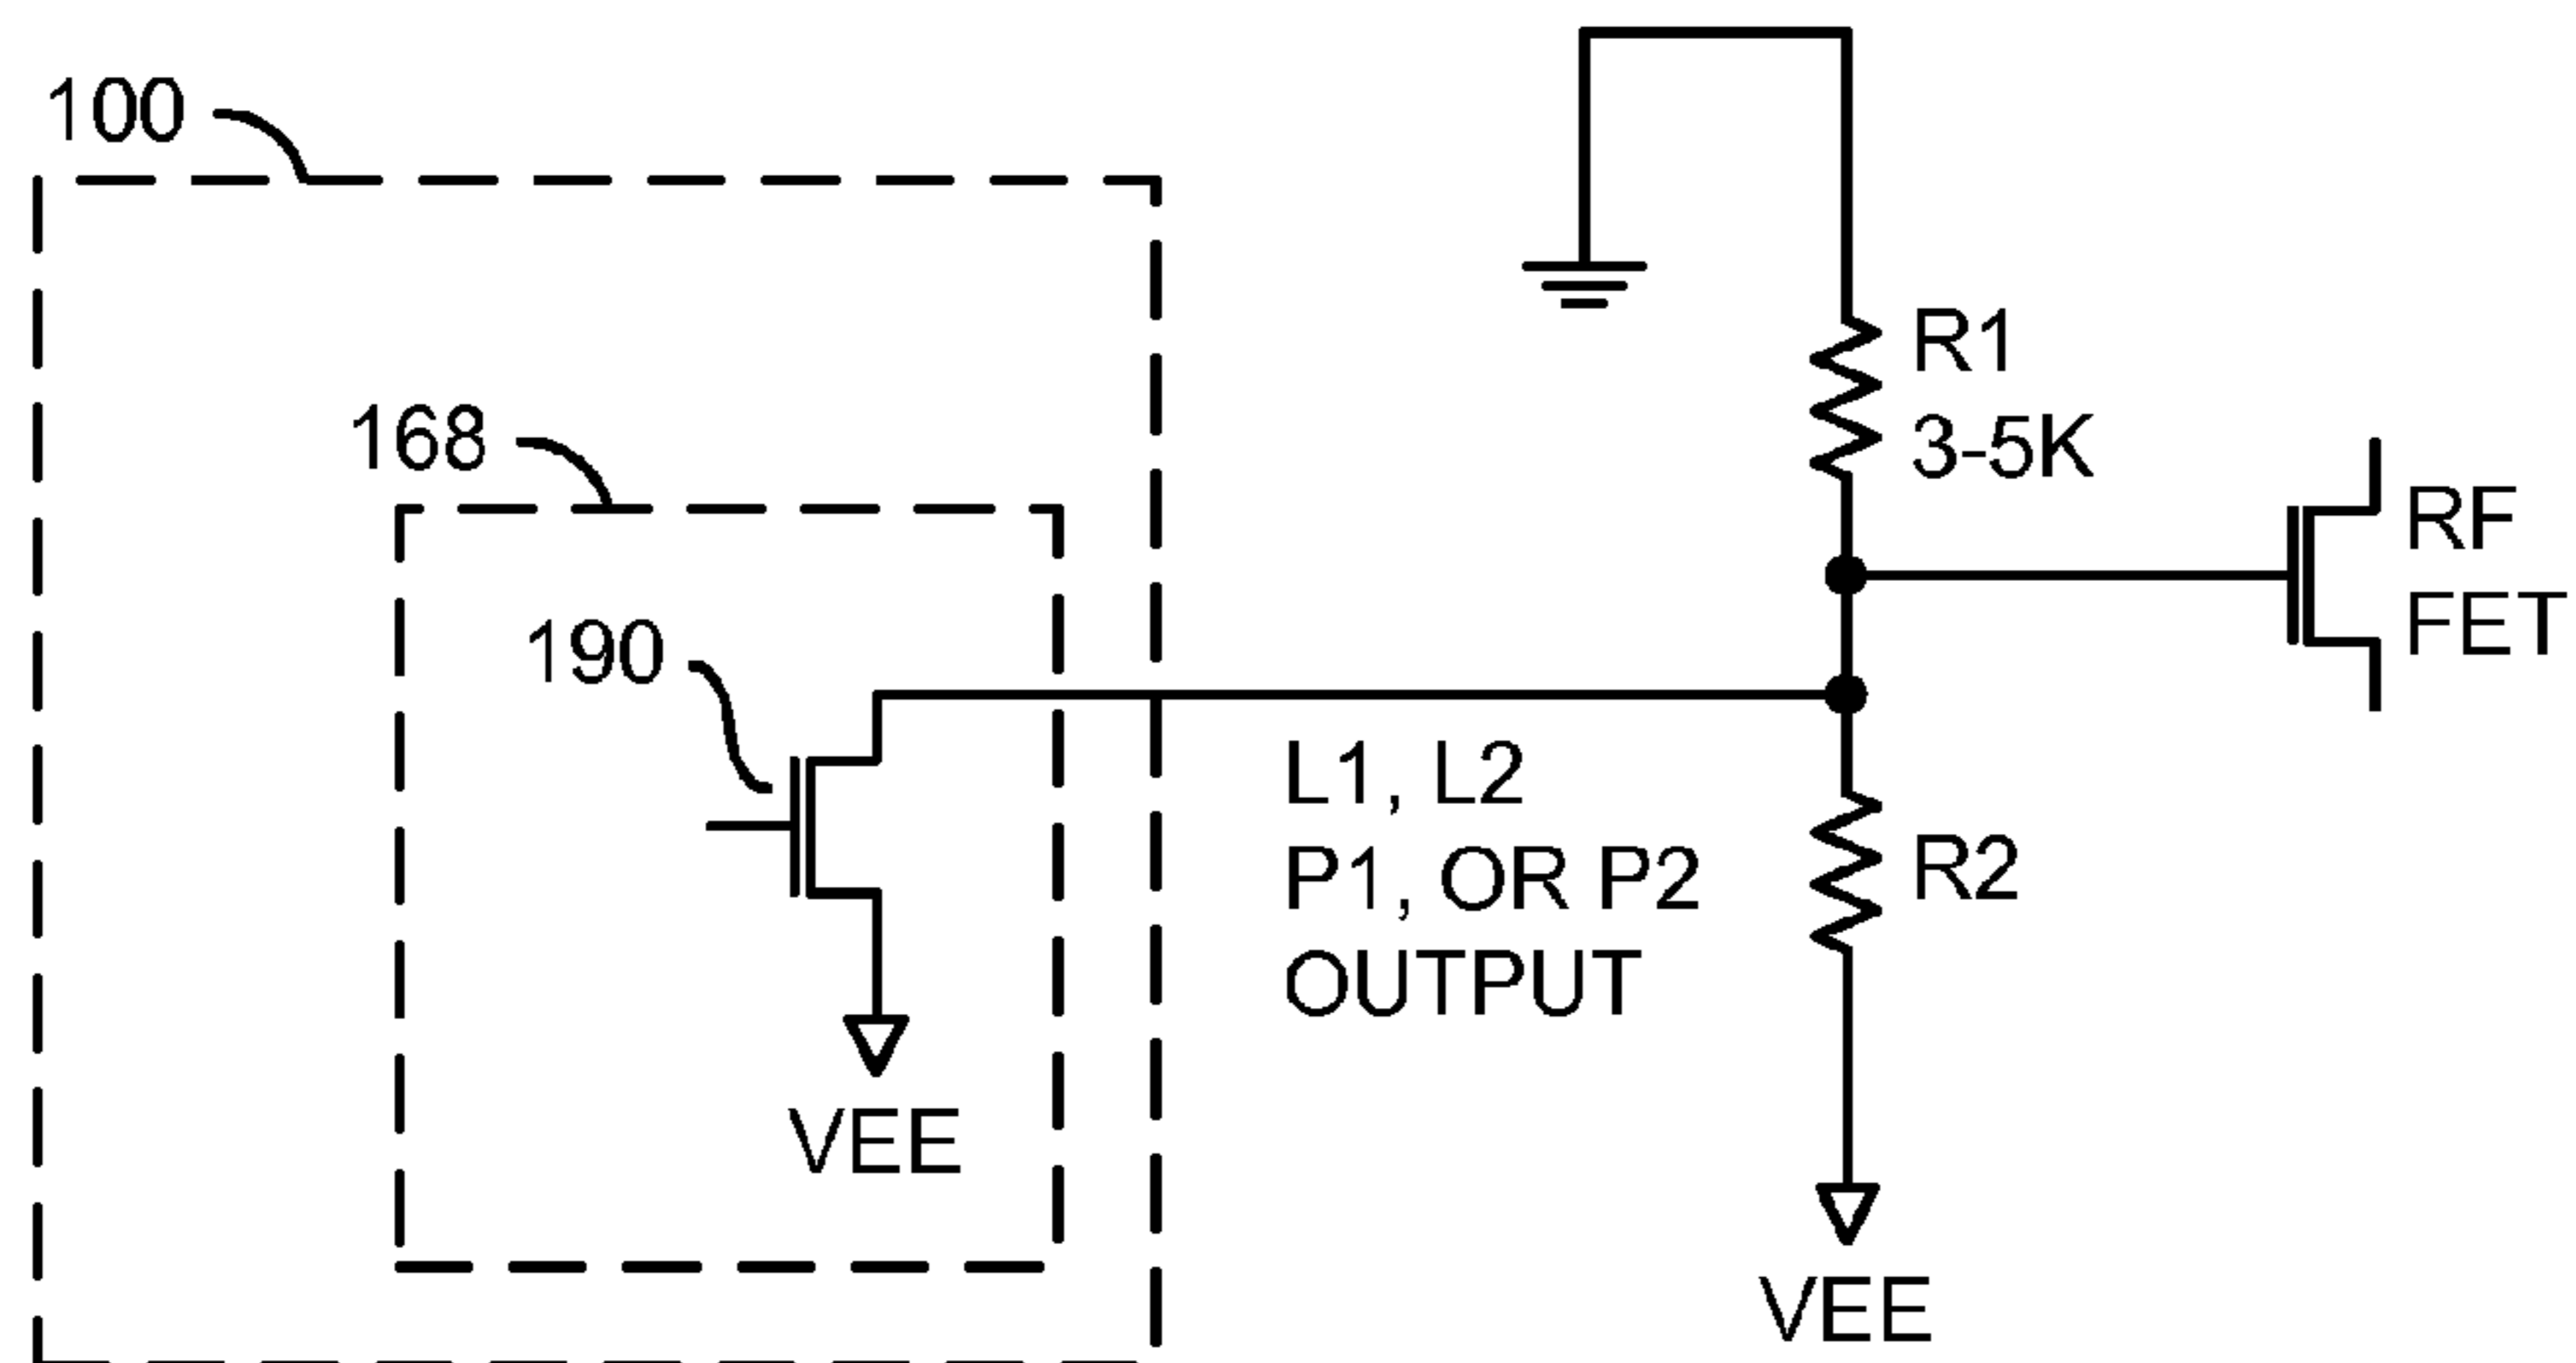 100
168
190
VEE
L1, L2
P1, OR P2
OUTPUT
R1
3-5K
RF
FET
R2
VEE